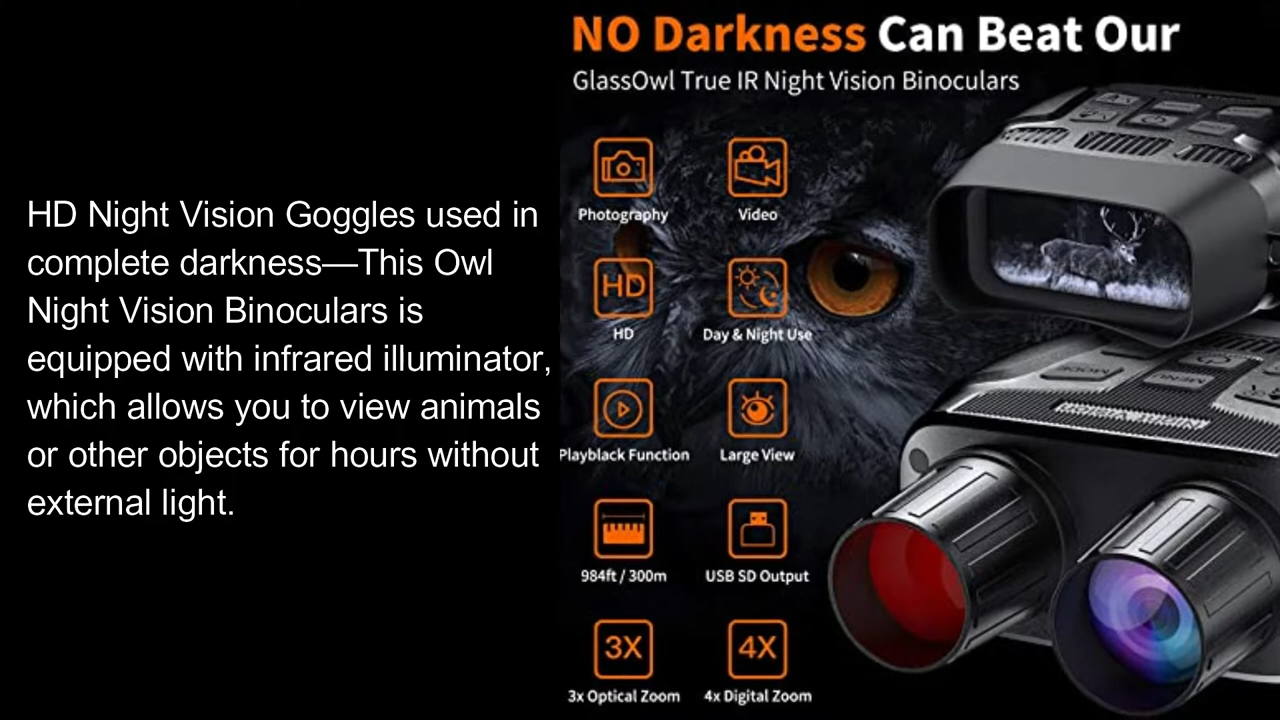 NO Darkness Can Beat Our
GlassOwl True IR Night Vision Binoculars
HD Night Vision Goggles used in
complete darkness—This Owl
Night Vision Binoculars is
equipped with infrared illuminator,
which allows you to view animals
or other objects for hours without
external light.
Photography
Video
HD
HD
Day & Night Use
Playblack Function
Large View
984ft / 300m
USB SD Output
3X
4X
3x Optical Zoom
4x Digital Zoom
MODE
MENU